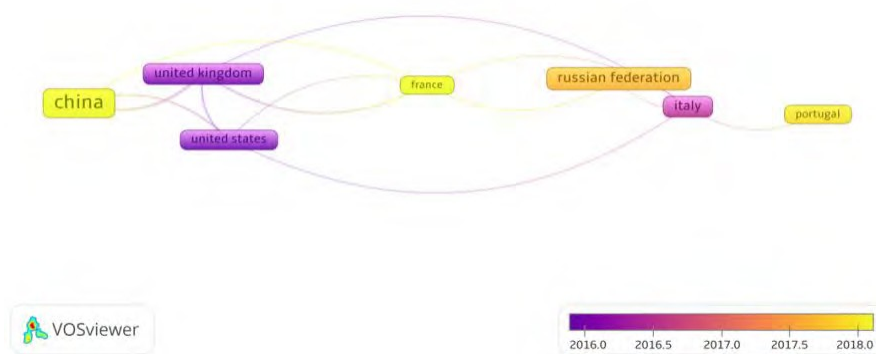 united kingdom
china
france
russian federation
italy
portugal
united states
VOSviewer
2016.0 2016.5 2017.0 2017.5 2018.0